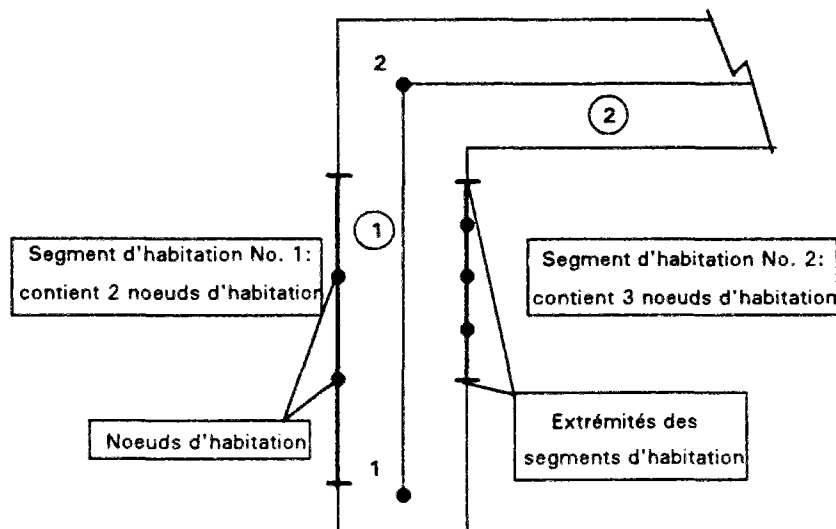 2
2
1
Segment d'habitation No. 1:
contient 2 noeuds d'habitation
Segment d'habitation No. 2:
contient 3 noeuds d'habitation
Noeuds d'habitation
Extrémités des
segments d'habitation
1